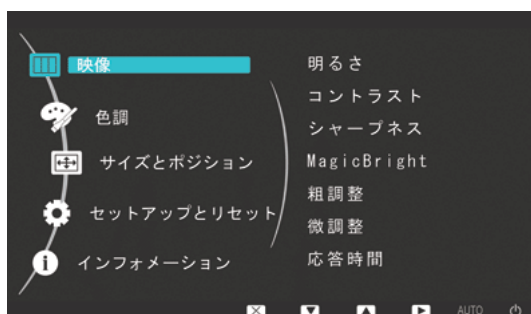 映像
色調
サイズとポジション
セットアップとリセット
インフォメーション
明るさ
コントラスト
シャープネス
MagicBright
粗調整
微調整
応答時間
AUTO